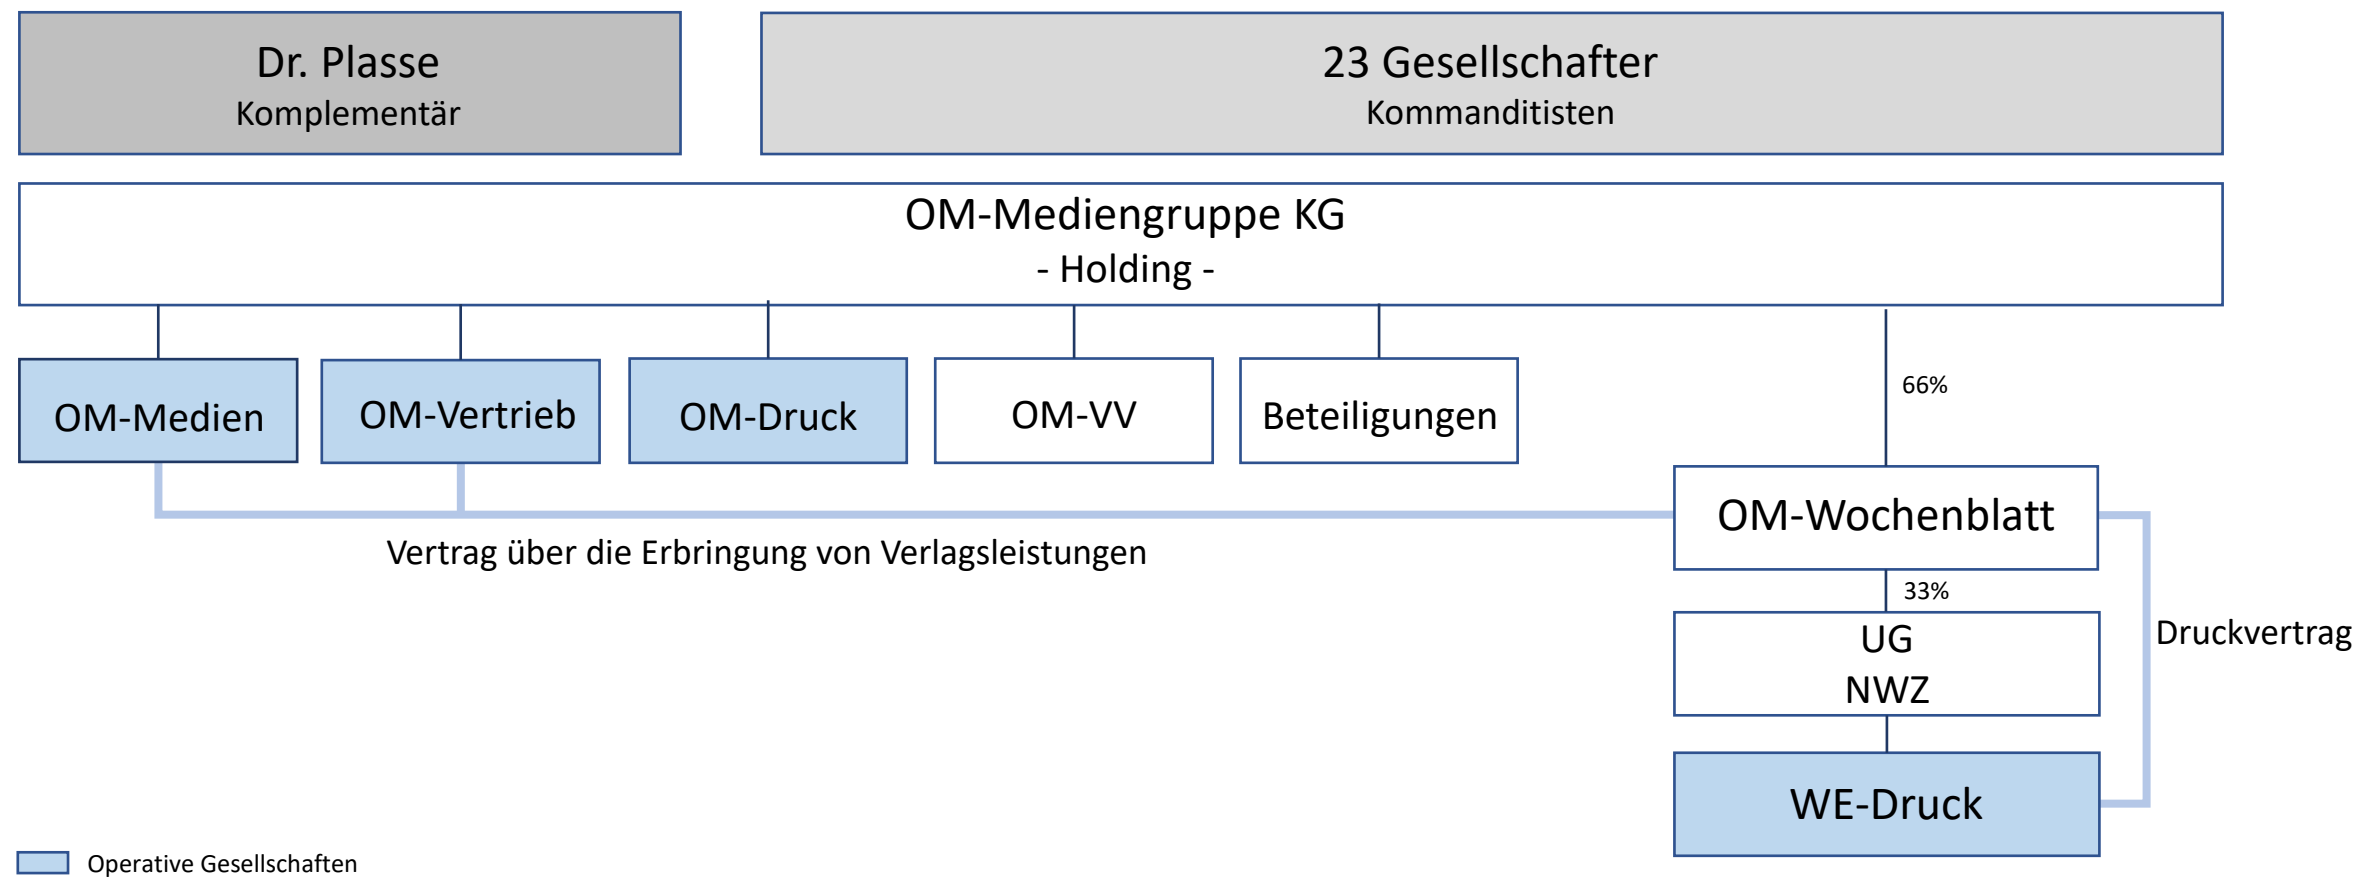 Dr. Plasse
Komplementär
23 Gesellschafter
Kommanditisten
OM-Mediengruppe KG
- Holding -
OM-Medien
OM-Vertrieb
OM-Druck
OM-VV
Beteiligungen
66%
OM-Wochenblatt
Vertrag über die Erbringung von Verlagsleistungen
33%
UG
NWZ
Druckvertrag
WE-Druck
Operative Gesellschaften